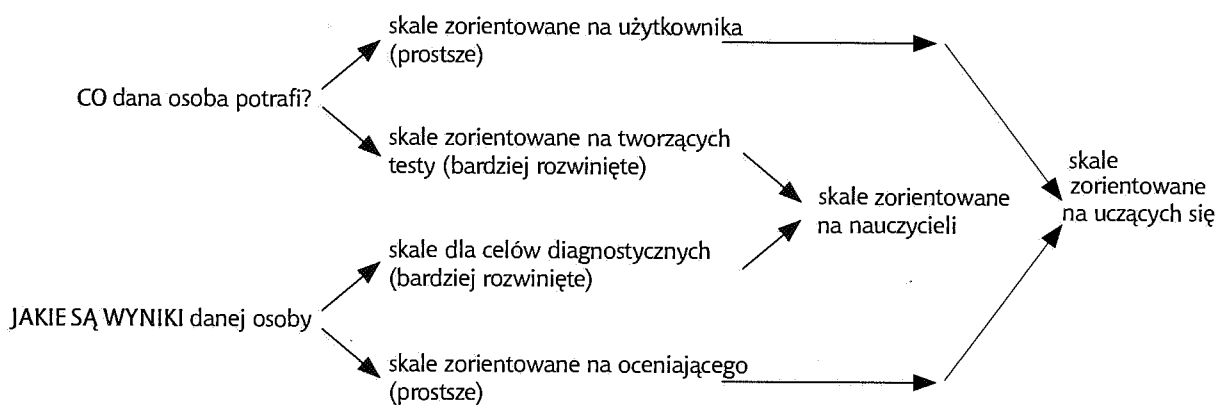 skale zorientowane na użytkownika
(prostsze)
CO dana osoba potrafi?
skale zorientowane na tworzących
testy (bardziej rozwinięte)
skale zorientowane
na nauczycieli
skale
zorientowane
na uczących się
skale dla celów diagnostycznych
(bardziej rozwinięte)
JAKIE SĄ WYNIKI danej osoby
skale zorientowane na oceniającego
(prostsze)